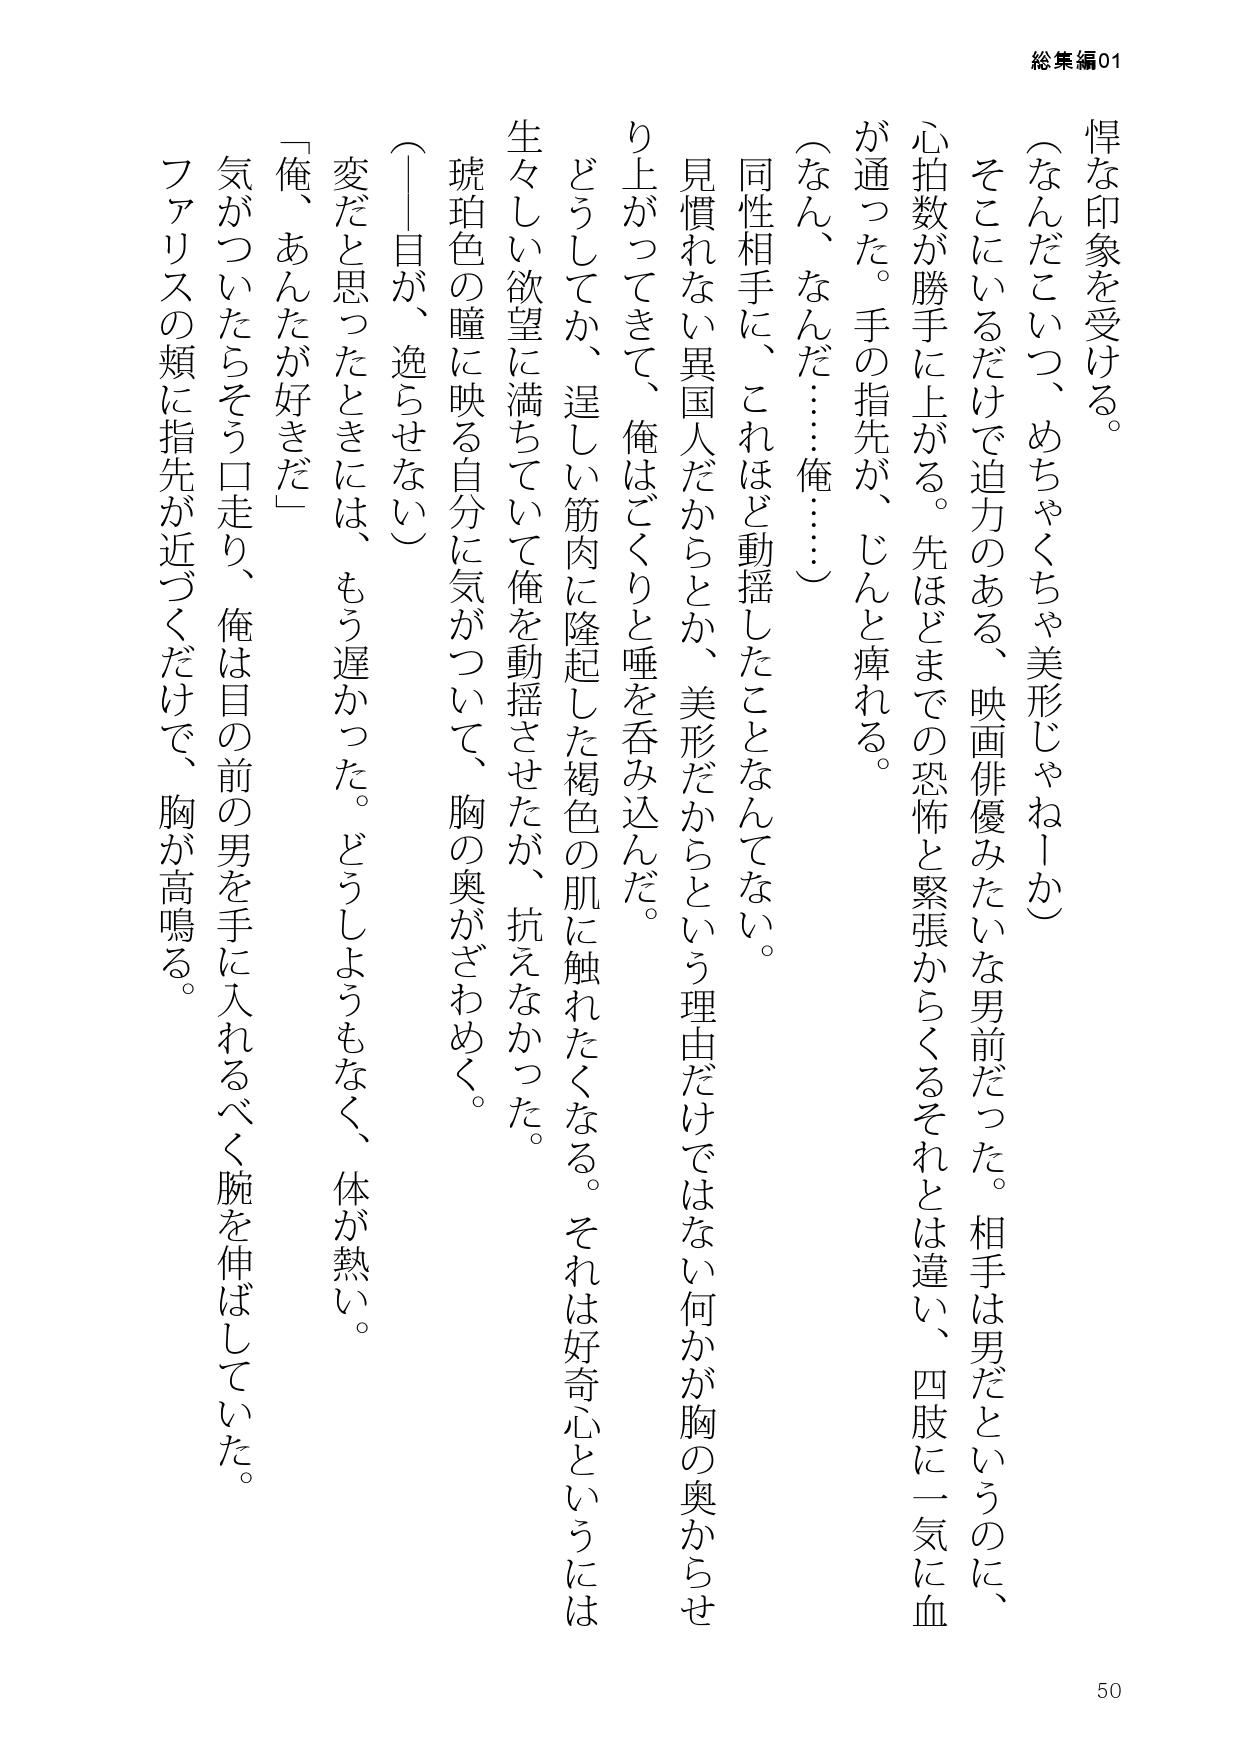 総集編01
悍な印象を受ける。
（なんだこいつ、めちゃくちゃ美形じゃねーか）
そこにいるだけで迫力のある、映画俳優みたいな男前だった。相手は男だというのに、
心拍数が勝手に上がる。先ほどまでの恐怖と緊張からくるそれとは違い、四肢に一気に血
が通った。手の指先が、じんと痺れる。
（なん、なんだ……俺……）
同性相手に、これほど動揺したことなんてない。
見慣れない異国人だからとか、美形だからという理由だけではない何かが胸の奥からせ
り上がってきて、俺はごくりと唾を呑み込んだ。
どうしてか、逞しい筋肉に隆起した褐色の肌に触れたくなる。それは好奇心というには
生々しい欲望に満ちていて俺を動揺させたが、抗えなかった。
琥珀色の瞳に映る自分に気がついて、胸の奥がざわめく。
（――目が、逸らせない）
変だと思ったときには、もう遅かった。どうしようもなく、体が熱い。
「俺、あんたが好きだ」
気がついたらそう口走り、俺は目の前の男を手に入れるべく腕を伸ばしていた。
ファリスの頬に指先が近づくだけで、胸が高鳴る。
50